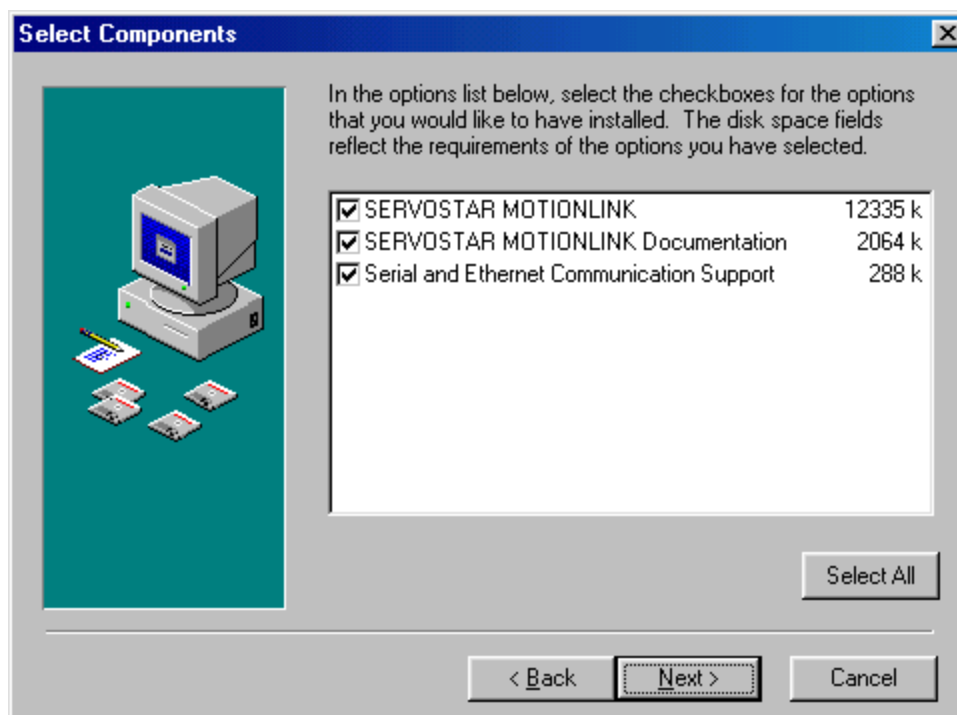 Select Components
In the options list below, select the checkboxes for the options
that you would like to have installed. The disk space fields
reflect the requirements of the options you have selected.
SERVOSTAR MOTIONLINK 12335 k
SERVOSTAR MOTIONLINK Documentation 2064 k
Serial and Ethernet Communication Support 288 k
Select All
< Back Next > Cancel